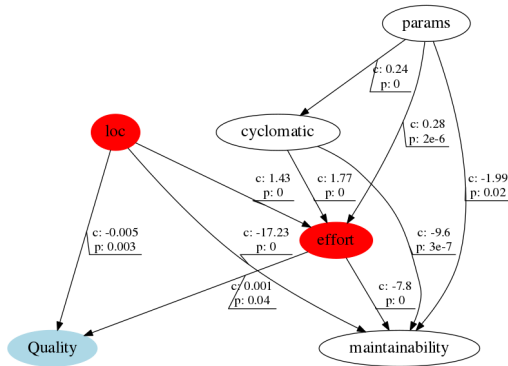 params
c: 0.24
p: 0
loc
cyclomatic
c: 0.28
p: 2e-6
c: 1.43
p: 0
c: 1.77
p: 0
c: -1.99
p: 0.02
c: -0.005
p: 0.003
c: -17.23
p: 0
effort
c: -9.6
p: 3e-7
c: 0.001
p: 0.04
c: -7.8
p: 0
Quality
maintainability